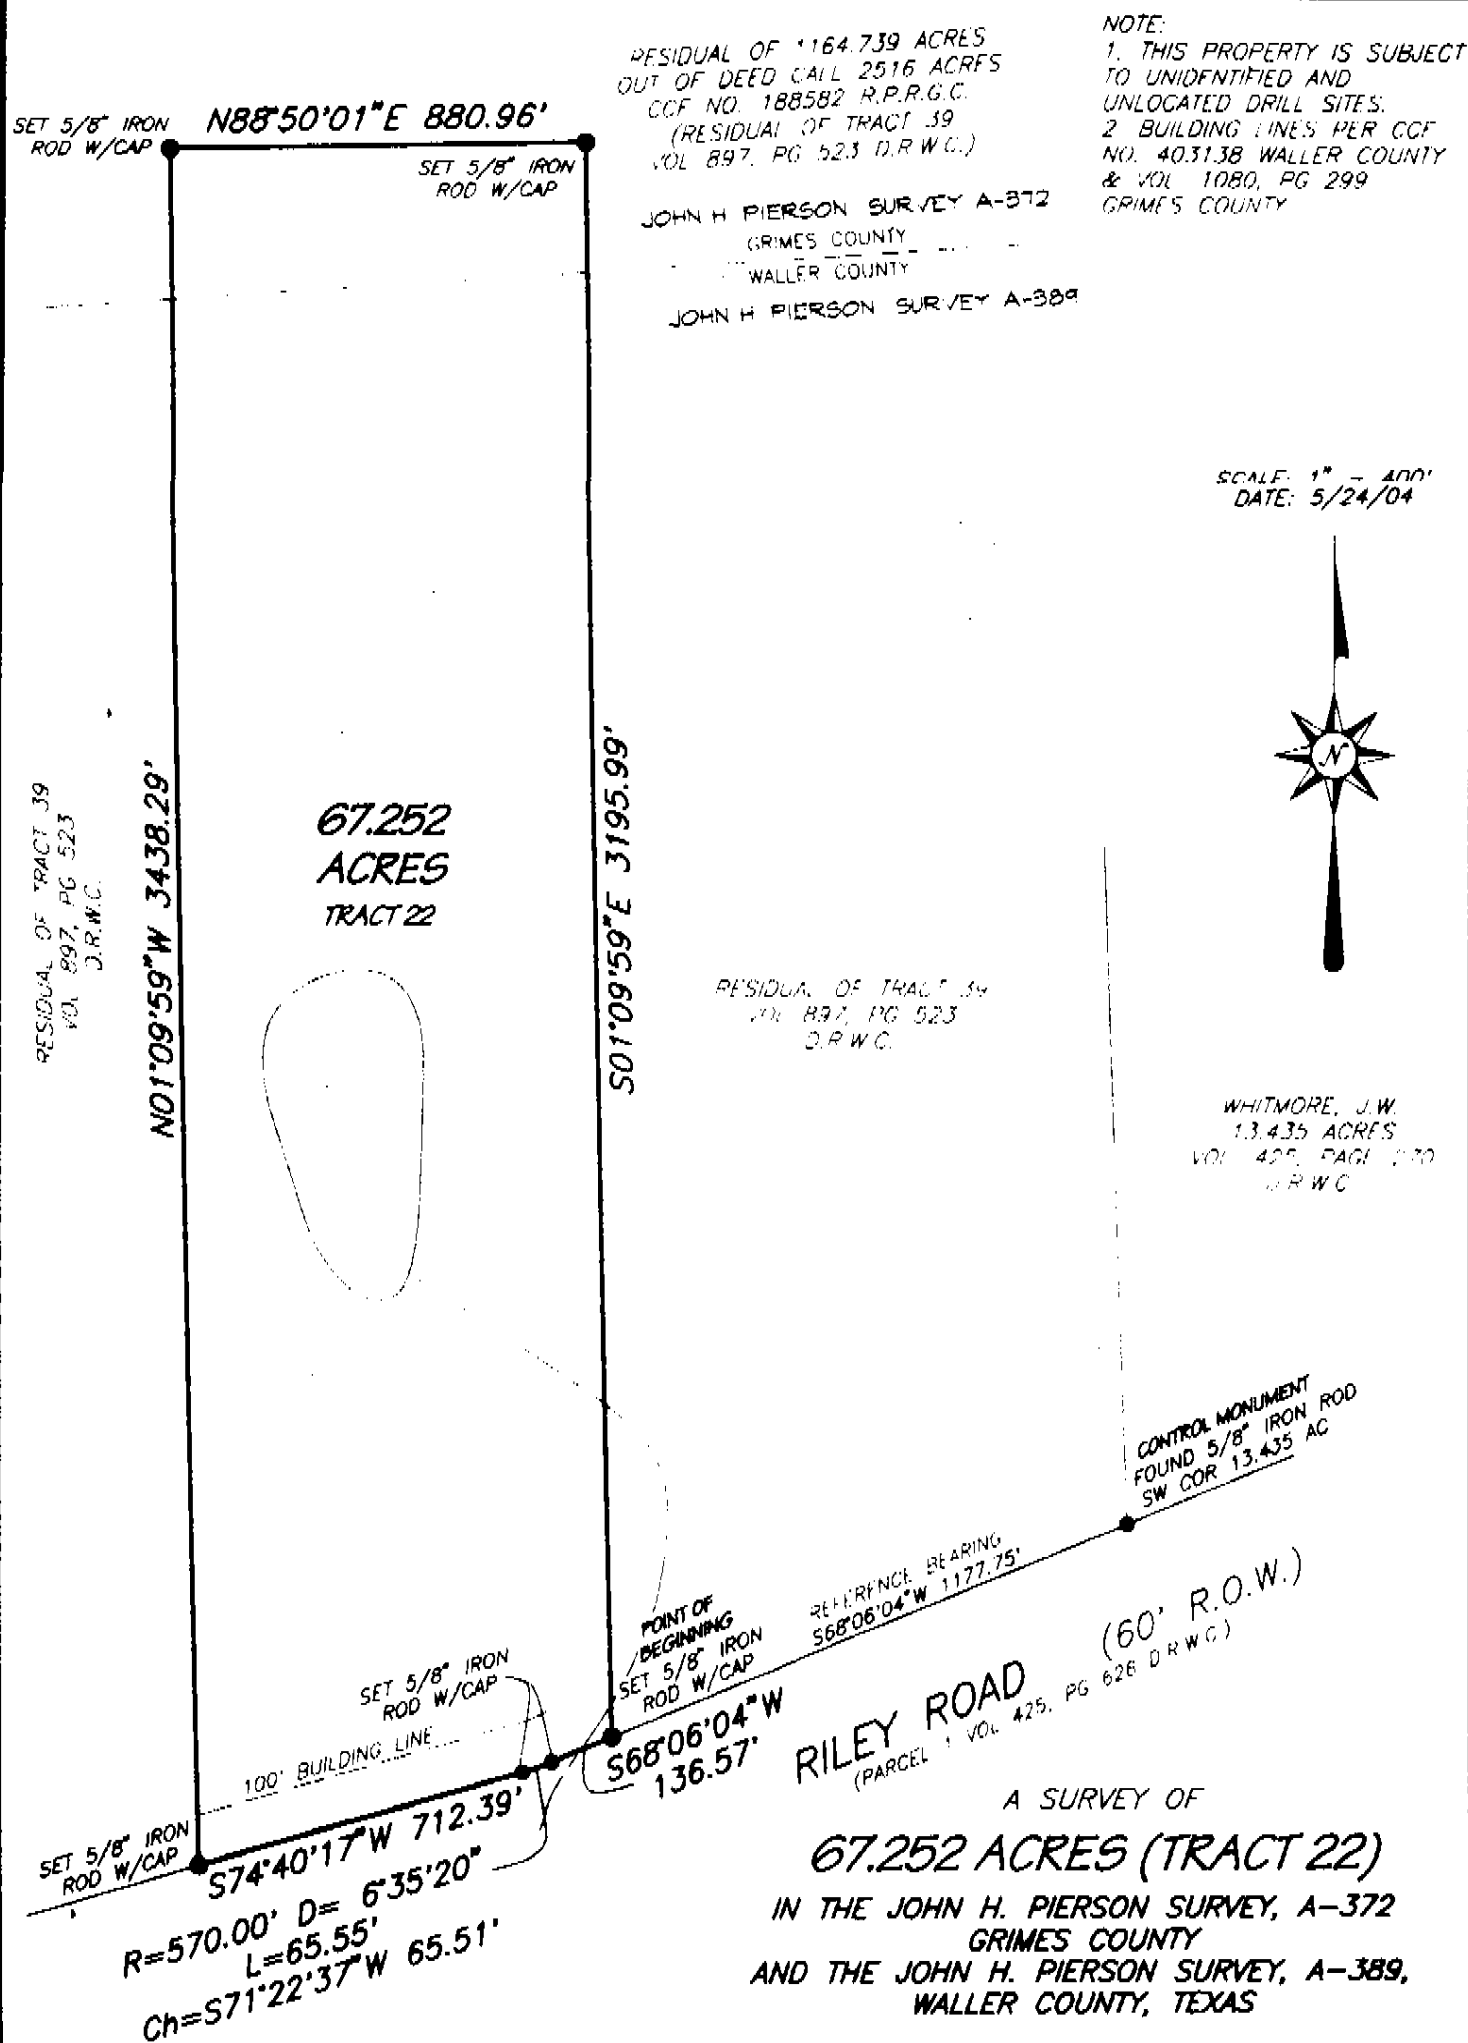 RESIDUAL OF 164.739 ACRES
OUT OF DEED CALL 2516 ACRES
CCF NO. 188582 R.P.R.G.C.
(RESIDUAL OF TRACT 39
VOL 897, PG 523 D.R.W.C.)
NOTE:
1. THIS PROPERTY IS SUBJECT
TO UNIDENTIFIED AND
UNLOCATED DRILL SITES.
2 BUILDING LINES PER CCF
NO. 403138 WALLER COUNTY
& VOL 1080, PG 299
GRIMES COUNTY
SET 5/8" IRON
ROD W/CAP
N88°50'01"E 880.96'
SET 5/8" IRON
ROD W/CAP
JOHN H PIERSON SURVEY A-372
GRIMES COUNTY
WALLER COUNTY
JOHN H PIERSON SURVEY A-389
SCALE: 1" = 400'
DATE: 5/24/04
N
RESIDUAL OF TRACT 39
VOL 897, PG 523
D.R.W.C.
N01°09'59"W 3438.29'
67.252
ACRES
TRACT 22
S01°09'59"E 3195.99'
RESIDUAL OF TRACT 39
VOL 897, PG 523
D.R.W.C.
WHITMORE, J.W.
13.435 ACRES
VOL 425, PAGE
D.R.W.C
CONTROL MONUMENT
FOUND 5/8" IRON ROD
SW COR 13.435 AC
REFERENCE BEARING
S68°06'04"W 1177.75'
POINT OF
BEGINNING
SET 5/8" IRON
ROD W/CAP
SET 5/8" IRON
ROD W/CAP
100' BUILDING LINE
S68°06'04"W
136.57'
RILEY ROAD (60' R.O.W.)
(PARCEL 1 VOL 425, PG 626 D.R.W.C.)
SET 5/8" IRON
ROD W/CAP
S74°40'17"W 712.39'
R=570.00' D= 6°35'20"
L=65.55'
Ch=S71°22'37"W 65.51'
A SURVEY OF
67.252 ACRES (TRACT 22)
IN THE JOHN H. PIERSON SURVEY, A-372
GRIMES COUNTY
AND THE JOHN H. PIERSON SURVEY, A-389,
WALLER COUNTY, TEXAS